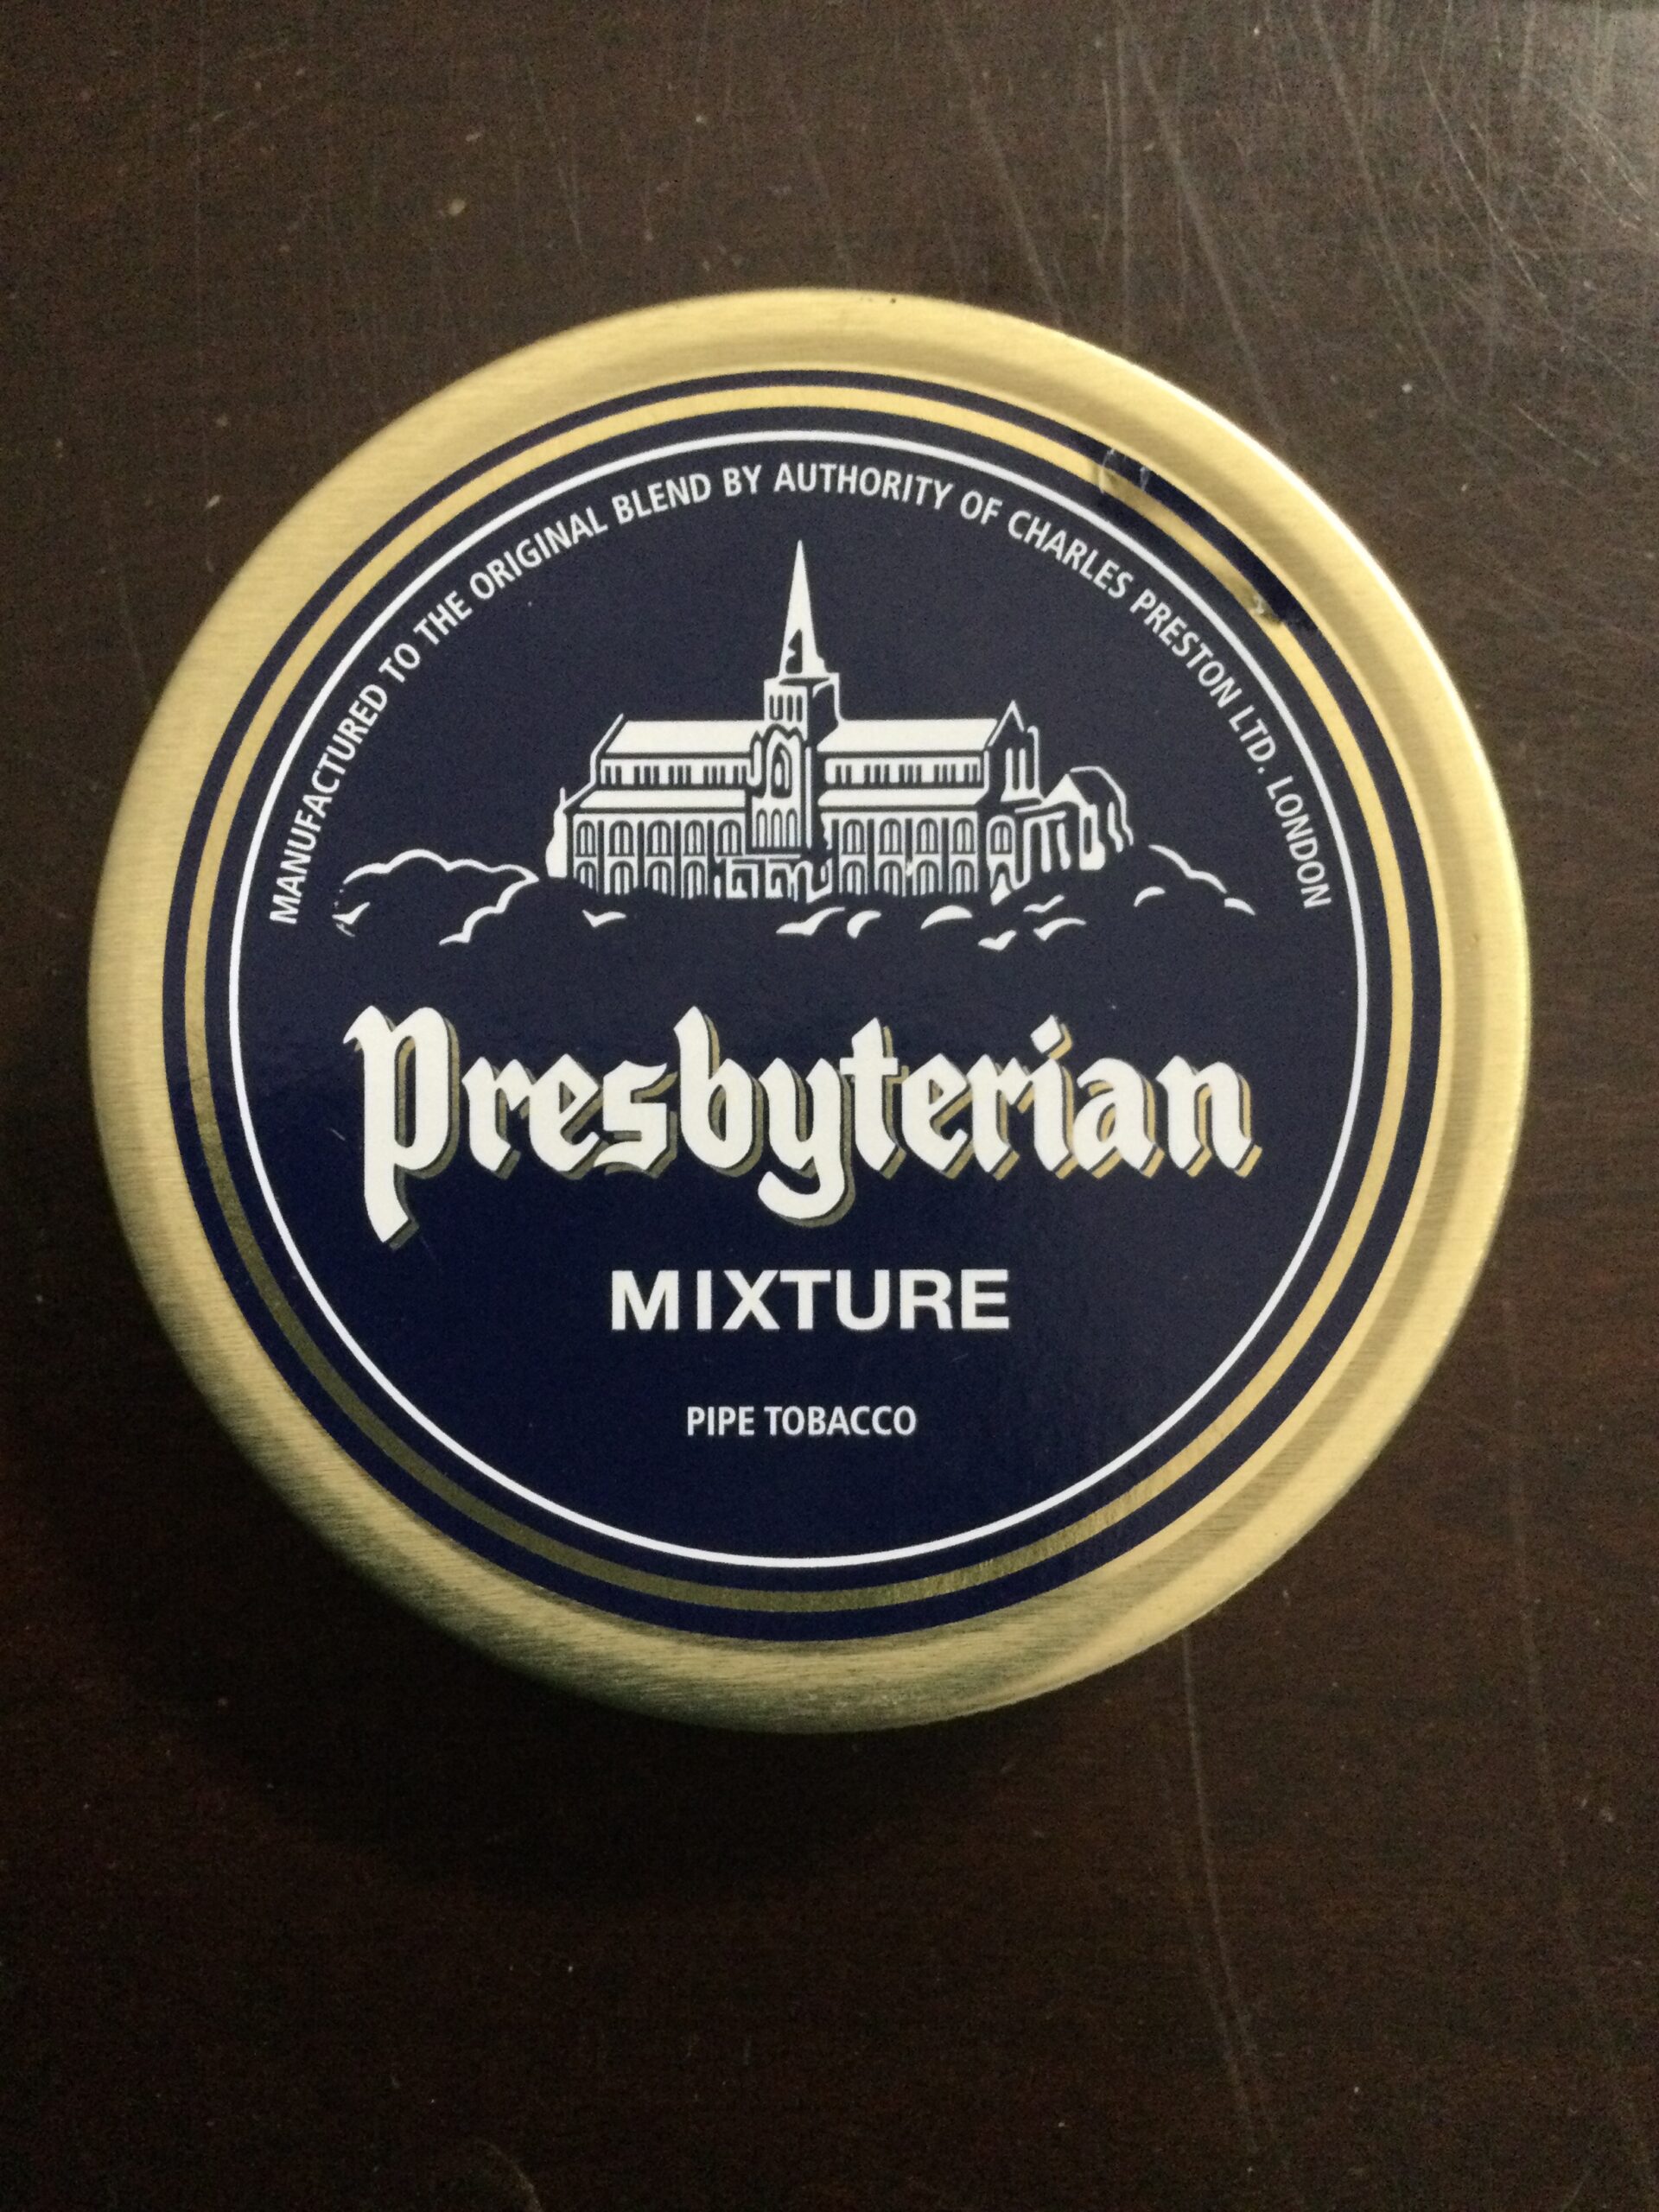 MANUFACTURED TO THE ORIGINAL BLEND BY AUTHORITY OF CHARLES PRESTON LTD. LONDON
Presbyterian
MIXTURE
PIPE TOBACCO